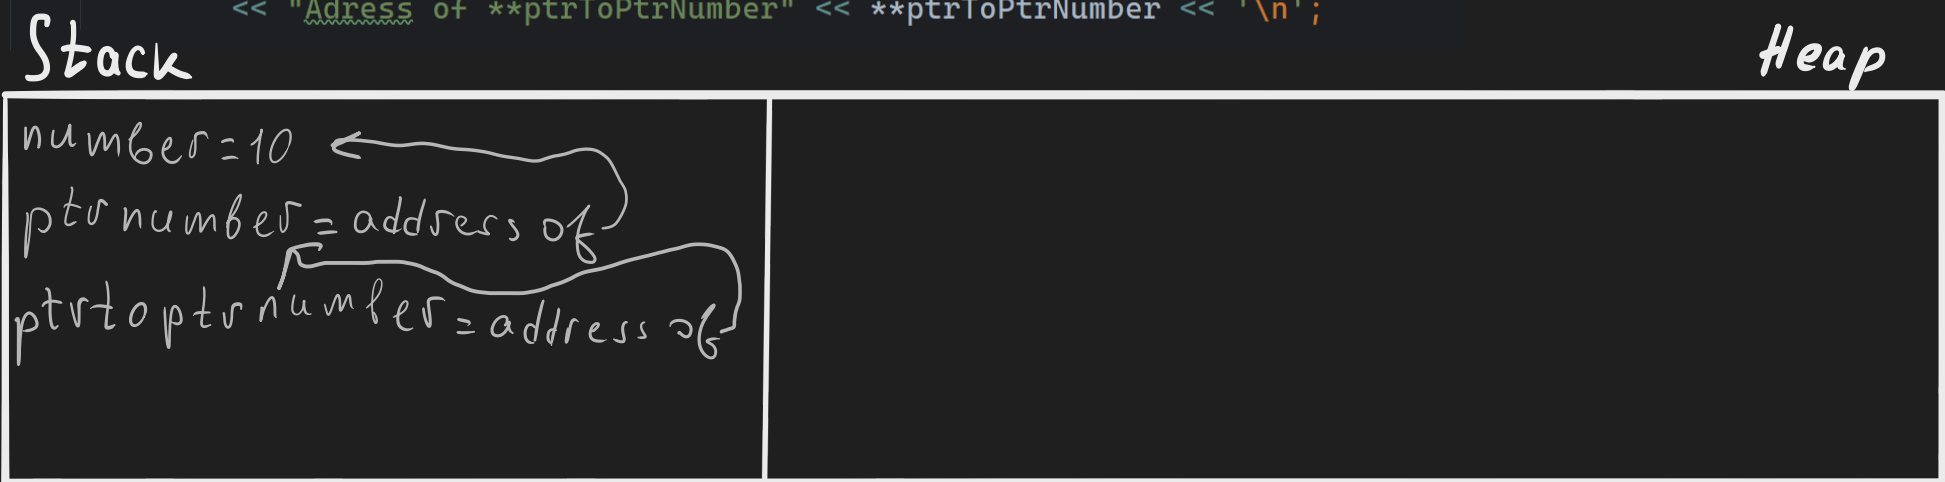 << "Adress of **ptrToPtrNumber" << **ptrToPtrNumber << '\n';
Stack
Heap
number=10
ptrnumber=address of
ptrtoptrnumber=address of